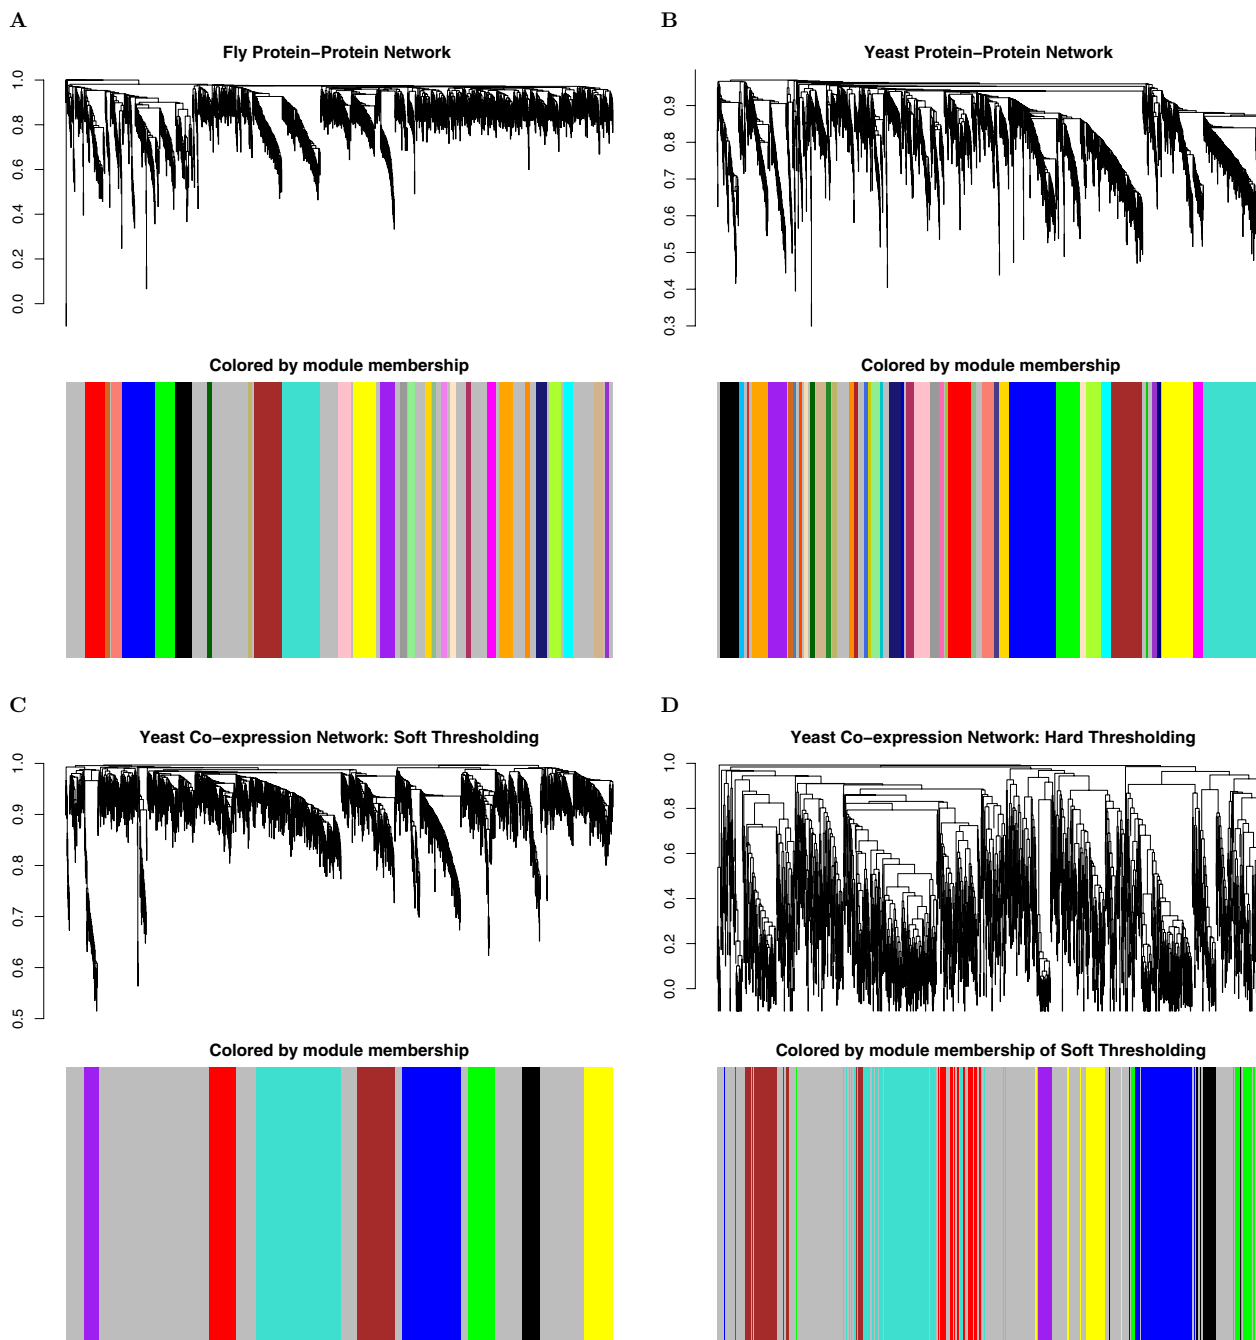 A
Fly Protein−Protein Network
1.0
0.8
0.6
0.4
0.2
0.0
Colored by module membership
B
Yeast Protein−Protein Network
0.9
0.8
0.7
0.6
0.5
0.4
0.3
Colored by module membership
C
Yeast Co−expression Network: Soft Thresholding
1.0
0.9
0.8
0.7
0.6
0.5
Colored by module membership
D
Yeast Co−expression Network: Hard Thresholding
1.0
0.8
0.6
0.4
0.2
0.0
Colored by module membership of Soft Thresholding